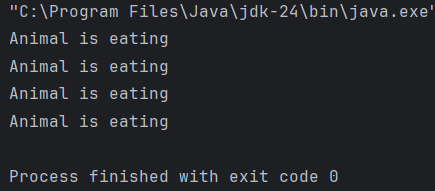 "C:\Program Files\Java\jdk-24\bin\java.exe"
Animal is eating
Animal is eating
Animal is eating
Animal is eating
Process finished with exit code 0